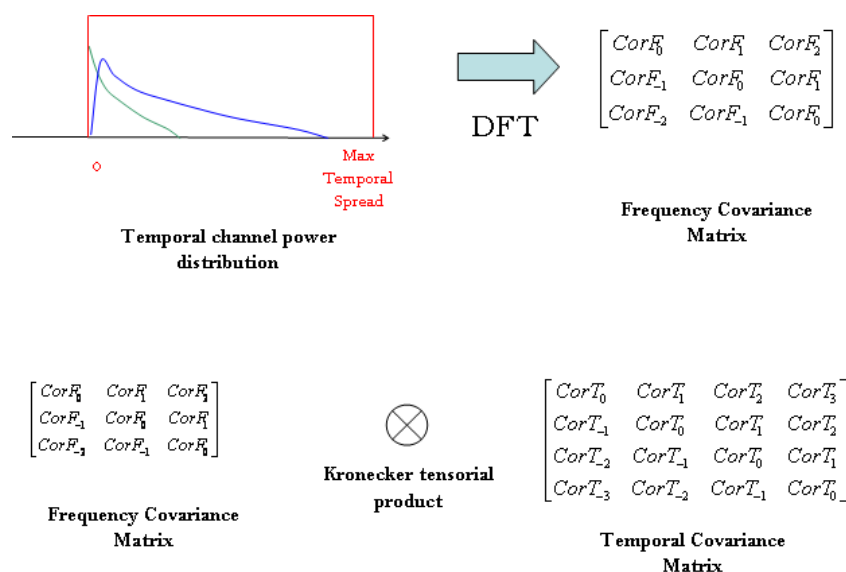 CorF₀ CorF₁ CorF₂
CorF₋₁ CorF₀ CorF₁
CorF₋₂ CorF₋₁ CorF₀
DFT
0
Max
Temporal
Spread
Temporal channel power
distribution
Frequency Covariance
Matrix
CorF₀ CorF₁ CorF₂
CorF₋₁ CorF₀ CorF₁
CorF₋₂ CorF₋₁ CorF₀
Kronecker tensorial
product
CorT₀ CorT₁ CorT₂ CorT₃
CorT₋₁ CorT₀ CorT₁ CorT₂
CorT₋₂ CorT₋₁ CorT₀ CorT₁
CorT₋₃ CorT₋₂ CorT₋₁ CorT₀
Frequency Covariance
Matrix
Temporal Covariance
Matrix